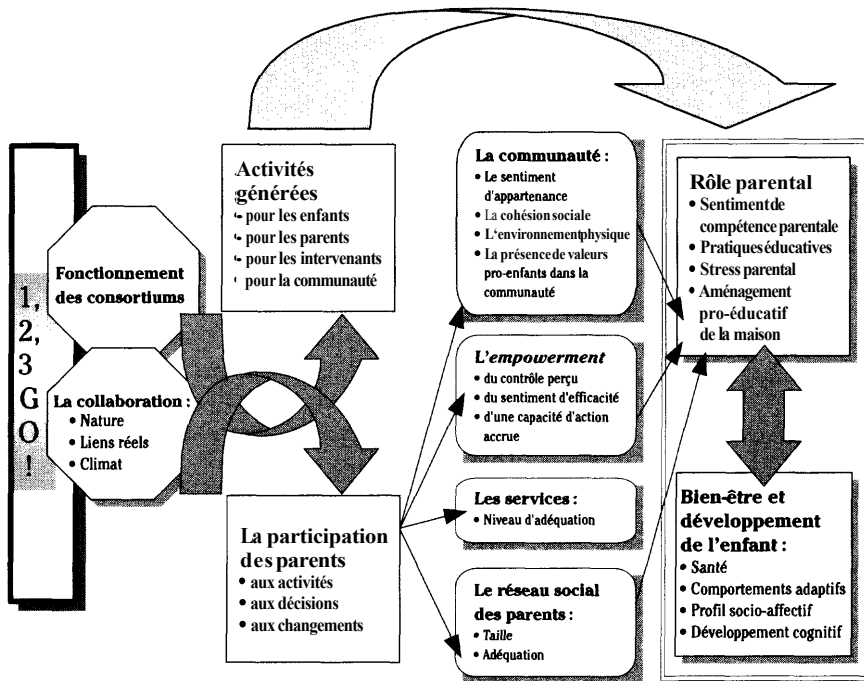 1,
2,
3
G
O
!
Fonctionnement
des consortiums
La collaboration :
• Nature
• Liens réels
• Climat
Activités
générées
• pour les enfants
• pour les parents
• pour les intervenants
• pour la communauté
La participation
des parents
• aux activités
• aux décisions
• aux changements
La communauté :
• Le sentiment
d'appartenance
• La cohésion sociale
• L'environnement physique
• La présence de valeurs
pro-enfants dans la
communauté
L'empowerment
• du contrôle perçu
• du sentiment d'efficacité
• d'une capacité d'action
accrue
Les services :
• Niveau d'adéquation
Le réseau social
des parents :
• Taille
• Adéquation
Rôle parental
• Sentiment de
compétence parentale
• Pratiques éducatives
• Stress parental
• Aménagement
pro-éducatif
de la maison
Bien-être et
développement
de l'enfant :
• Santé
• Comportements adaptifs
• Profil socio-affectif
• Développement cognitif